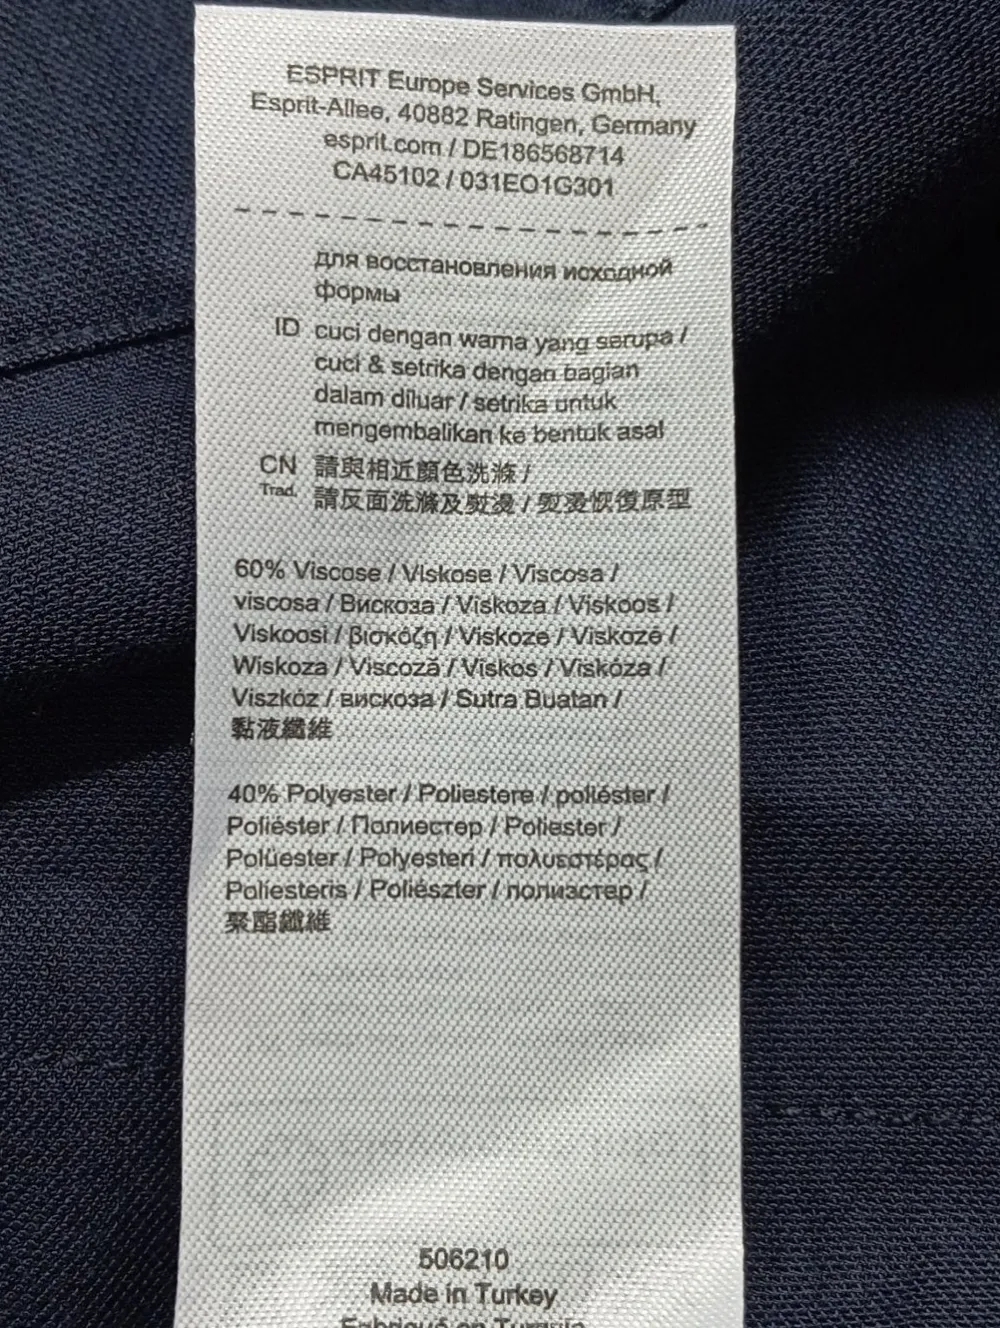 ESPRIT Europe Services GmbH,
Esprit-Allee, 40882 Ratingen, Germany
esprit.com / DE186568714
CA45102 / 031EO1G301
для восстановления исходной
формы
ID cuci dengan warna yang serupa /
cuci & setrika dengan bagian
dalam diluar / setrika untuk
mengembalikan ke bentuk asal
CN 請與相近顏色洗滌 /
Trad. 請反面洗滌及熨燙 / 熨燙恢復原型
60% Viscose / Viskose / Viscosa /
viscosa / Вискоза / Viskoza / Viskoos /
Viskoosi / βισκόζη / Viskoze / Viskozė /
Wiskoza / Viscoză / Viskos / Viskóza /
Viszkóz / вискоза / Sutra Buatan /
黏液纖維
40% Polyester / Poliestere / poliéster /
Poliéster / Полиестер / Poliester /
Polüester / Polyesteri / πολυεστέρας /
Poliesteris / Poliészter / полиэстер /
聚酯纖維
506210
Made in Turkey
Fabriqué en Turquie